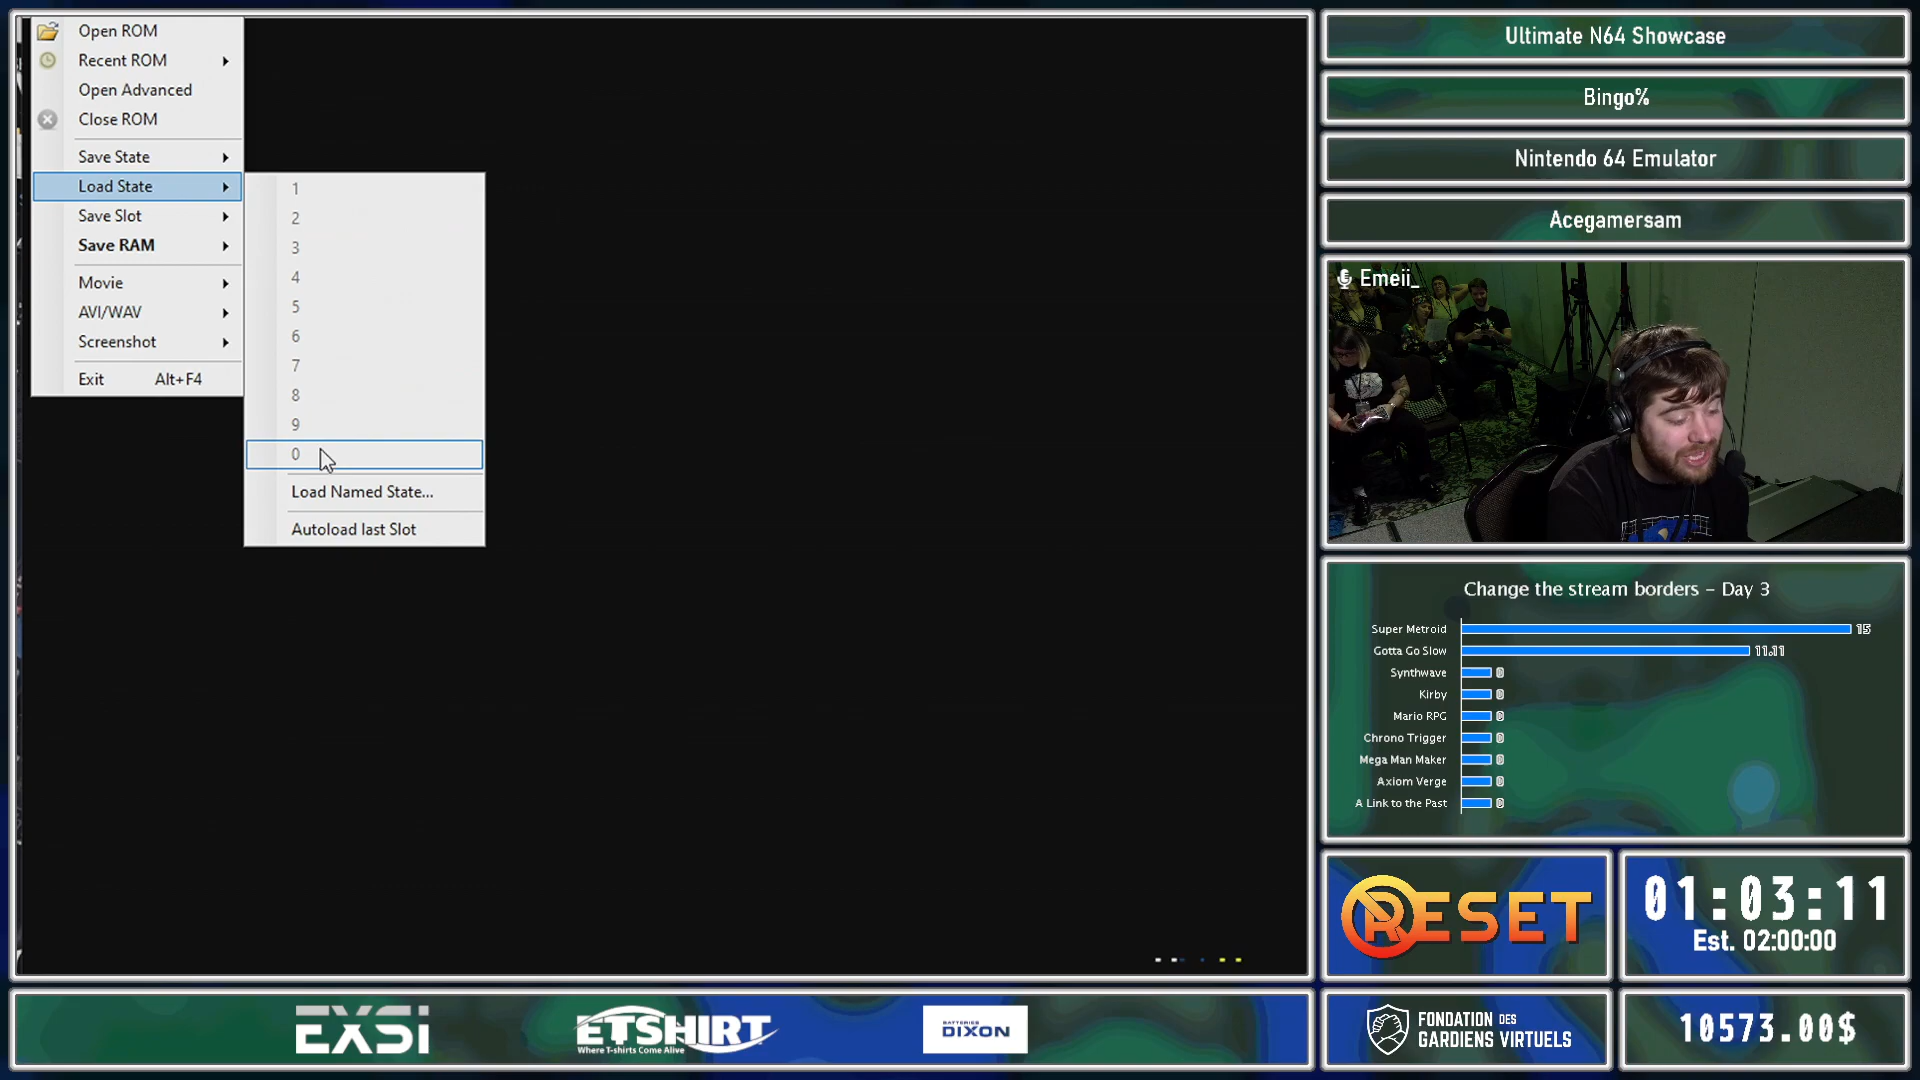 Open ROM
Recent ROM
Open Advanced
Close ROM
Save State
Load State
Save Slot
Save RAM
Movie
AVI/WAV
Screenshot
Exit Alt+F4
1
2
3
4
5
6
7
8
9
0
Load Named State...
Autoload last Slot
Ultimate N64 Showcase
Bingo%
Nintendo 64 Emulator
Acegamersam
Emeii_
Change the stream borders - Day 3
Super Metroid 15
Gotta Go Slow 11.11
Synthwave 0
Kirby 0
Mario RPG 0
Chrono Trigger 0
Mega Man Maker 0
Axiom Verge 0
A Link to the Past 0
RESET
01:03:11
Est. 02:00:00
EXSi
ETSHIRT
Where T-shirts Come Alive
BATTERIES
DIXON
FONDATION DES
GARDIENS VIRTUELS
10573.00$